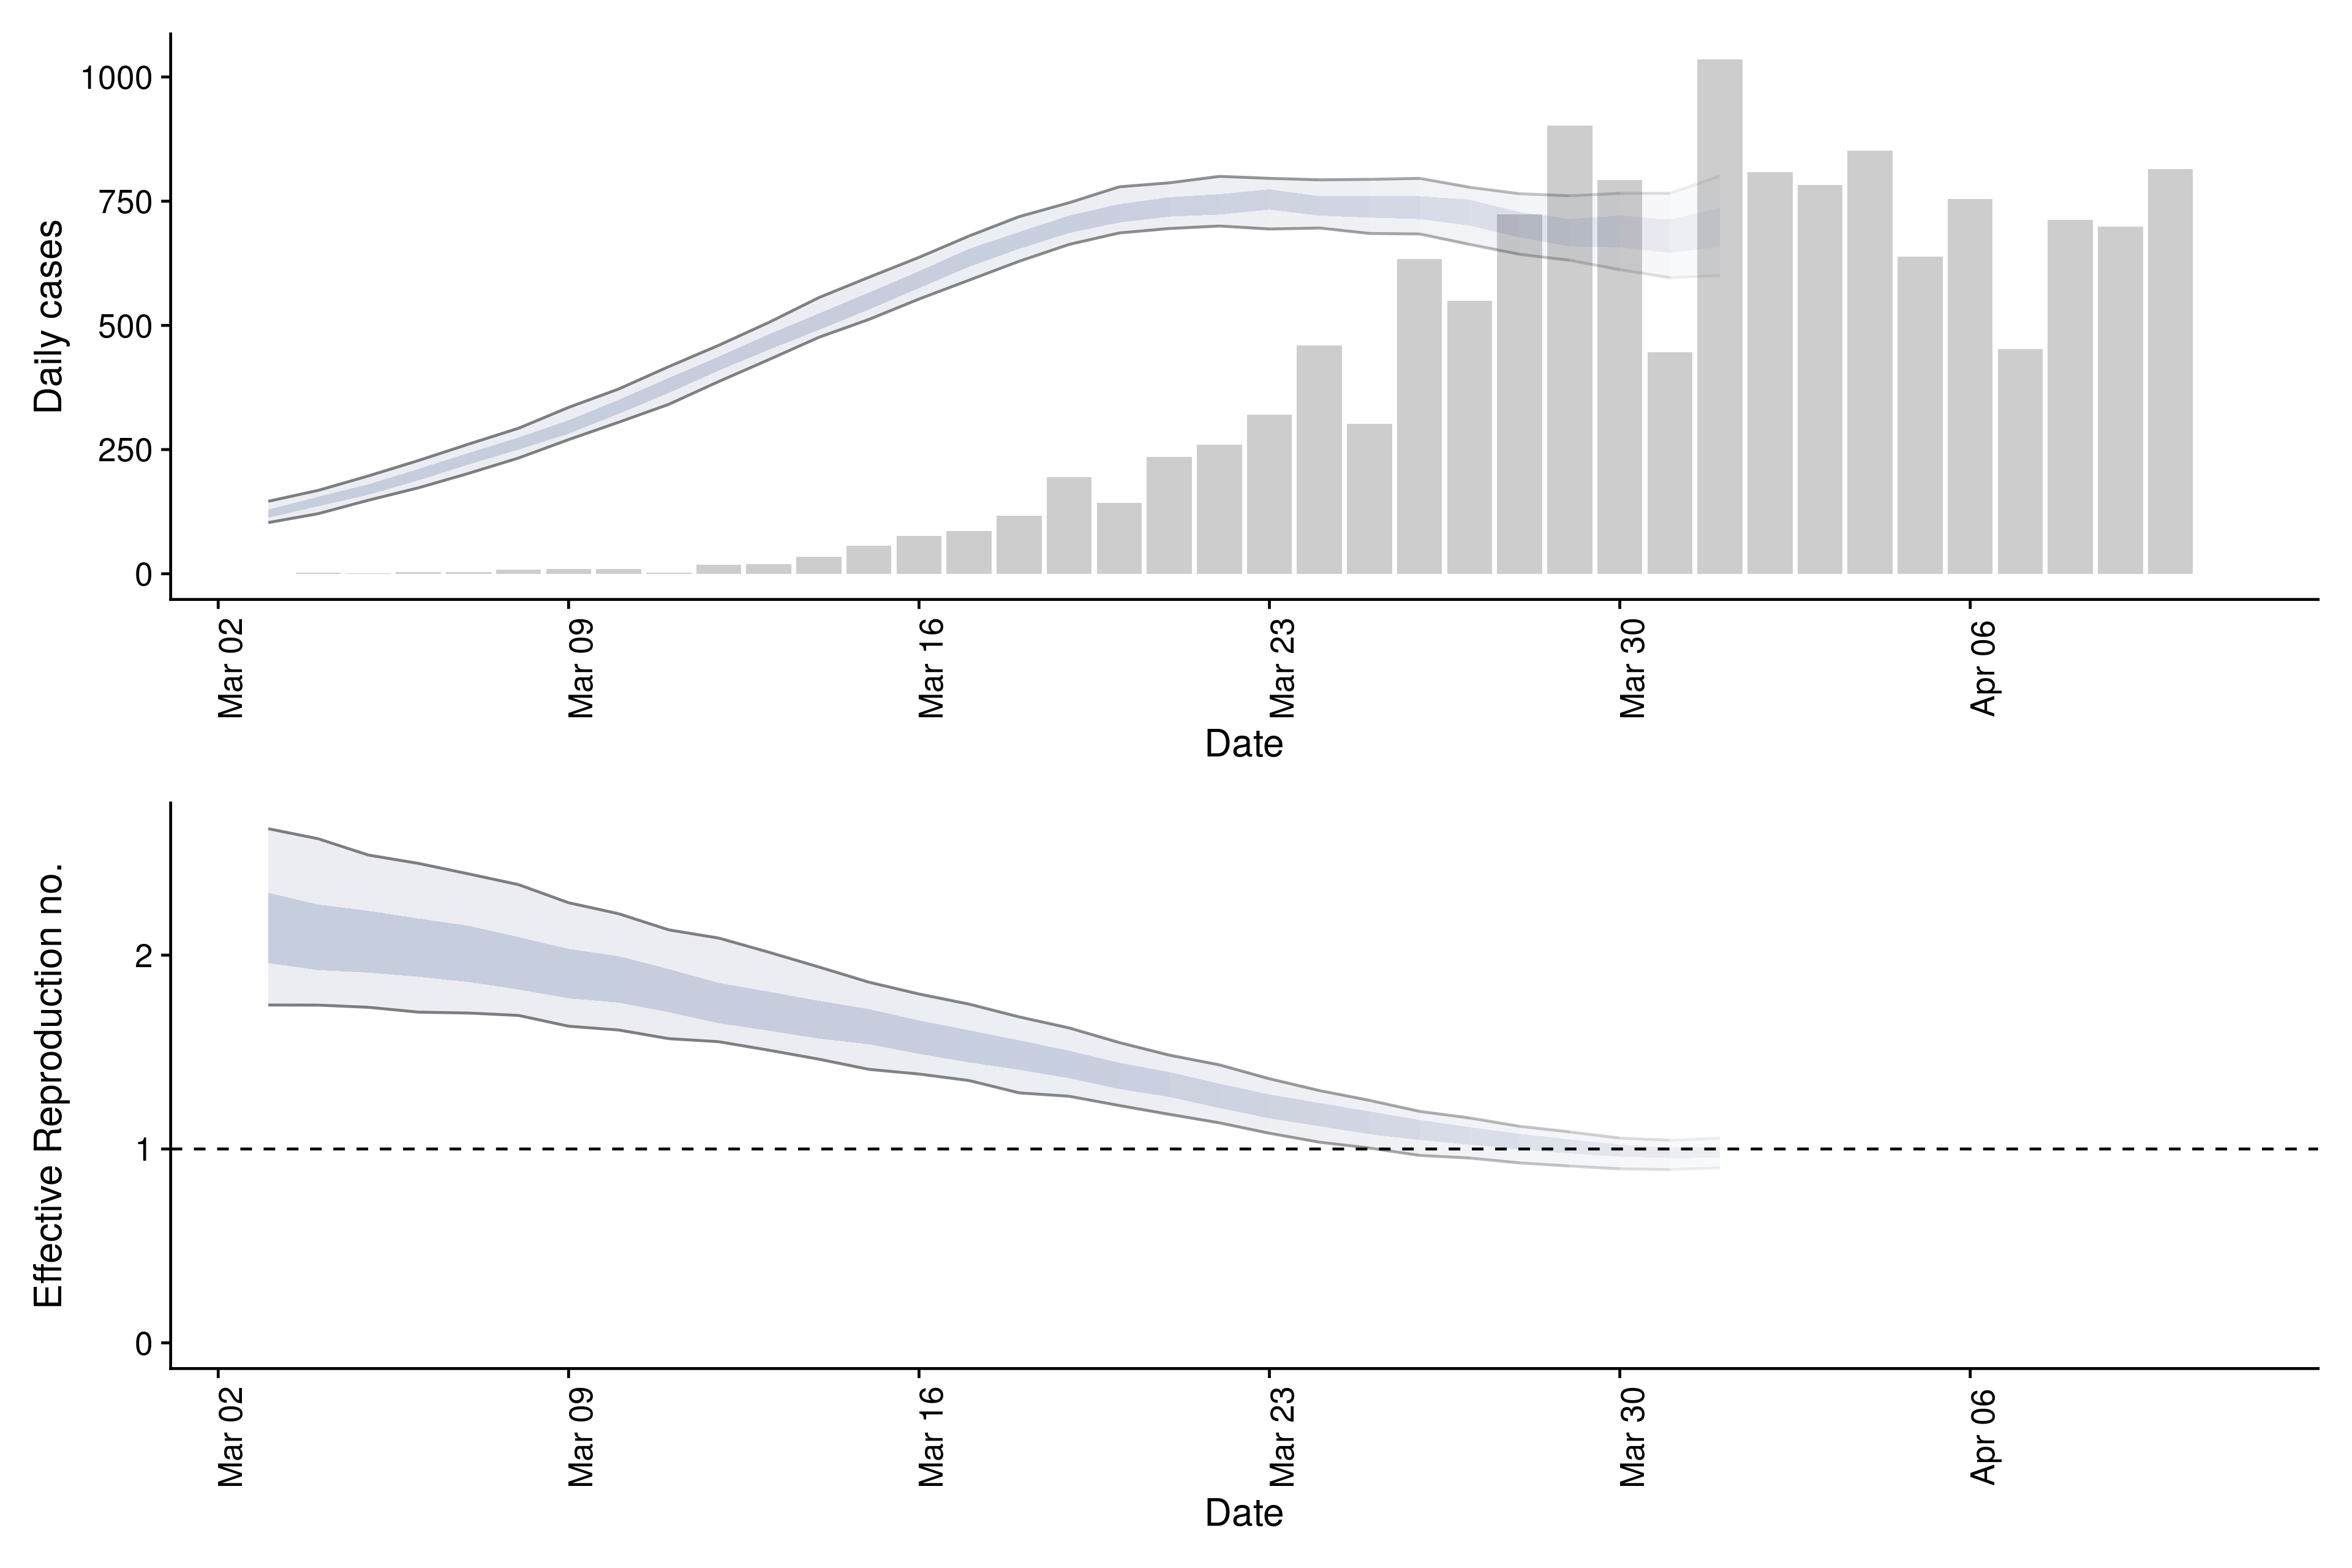 Daily cases
1000
750
500
250
0
Mar 02
Mar 09
Mar 16
Mar 23
Mar 30
Apr 06
Date
Effective Reproduction no.
2
1
0
Mar 02
Mar 09
Mar 16
Mar 23
Mar 30
Apr 06
Date